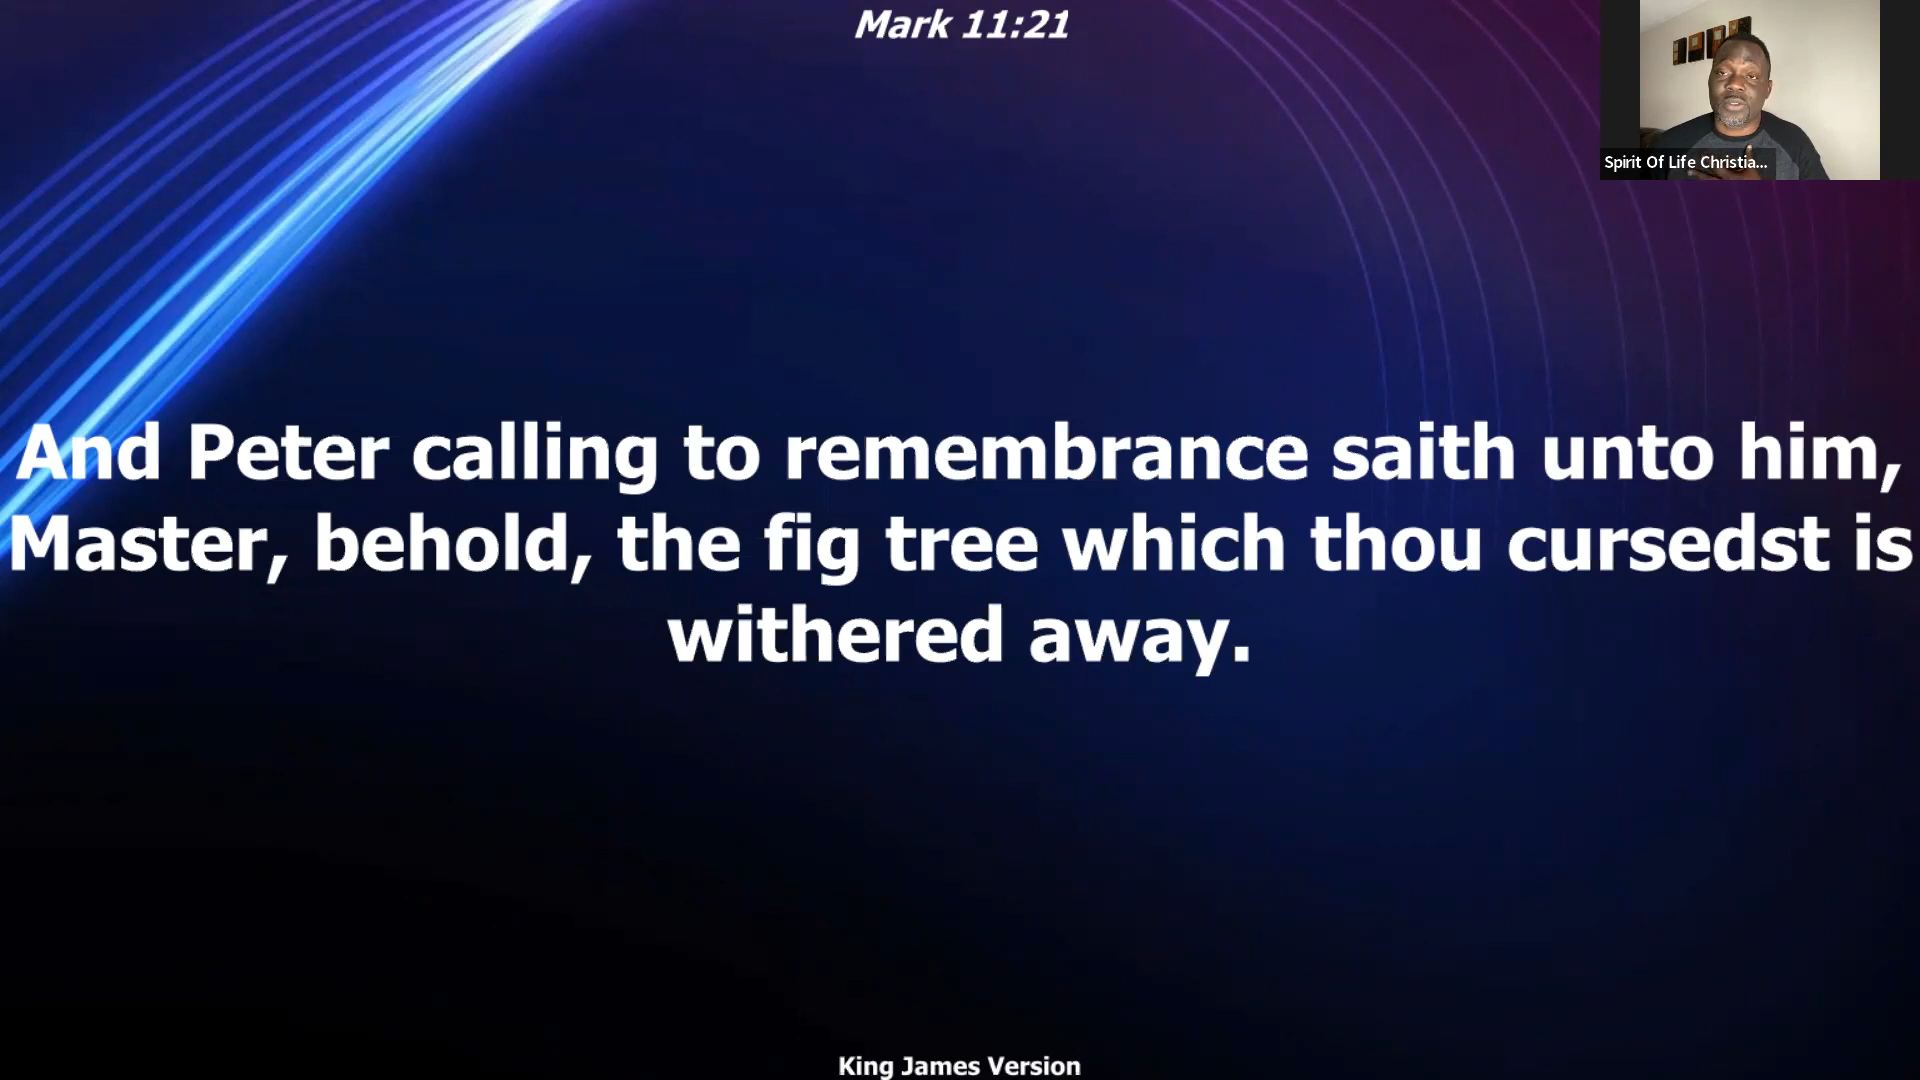 Mark 11:21
Spirit Of Life Christia...
And Peter calling to remembrance saith unto him,
Master, behold, the fig tree which thou cursedst is
withered away.
King James Version